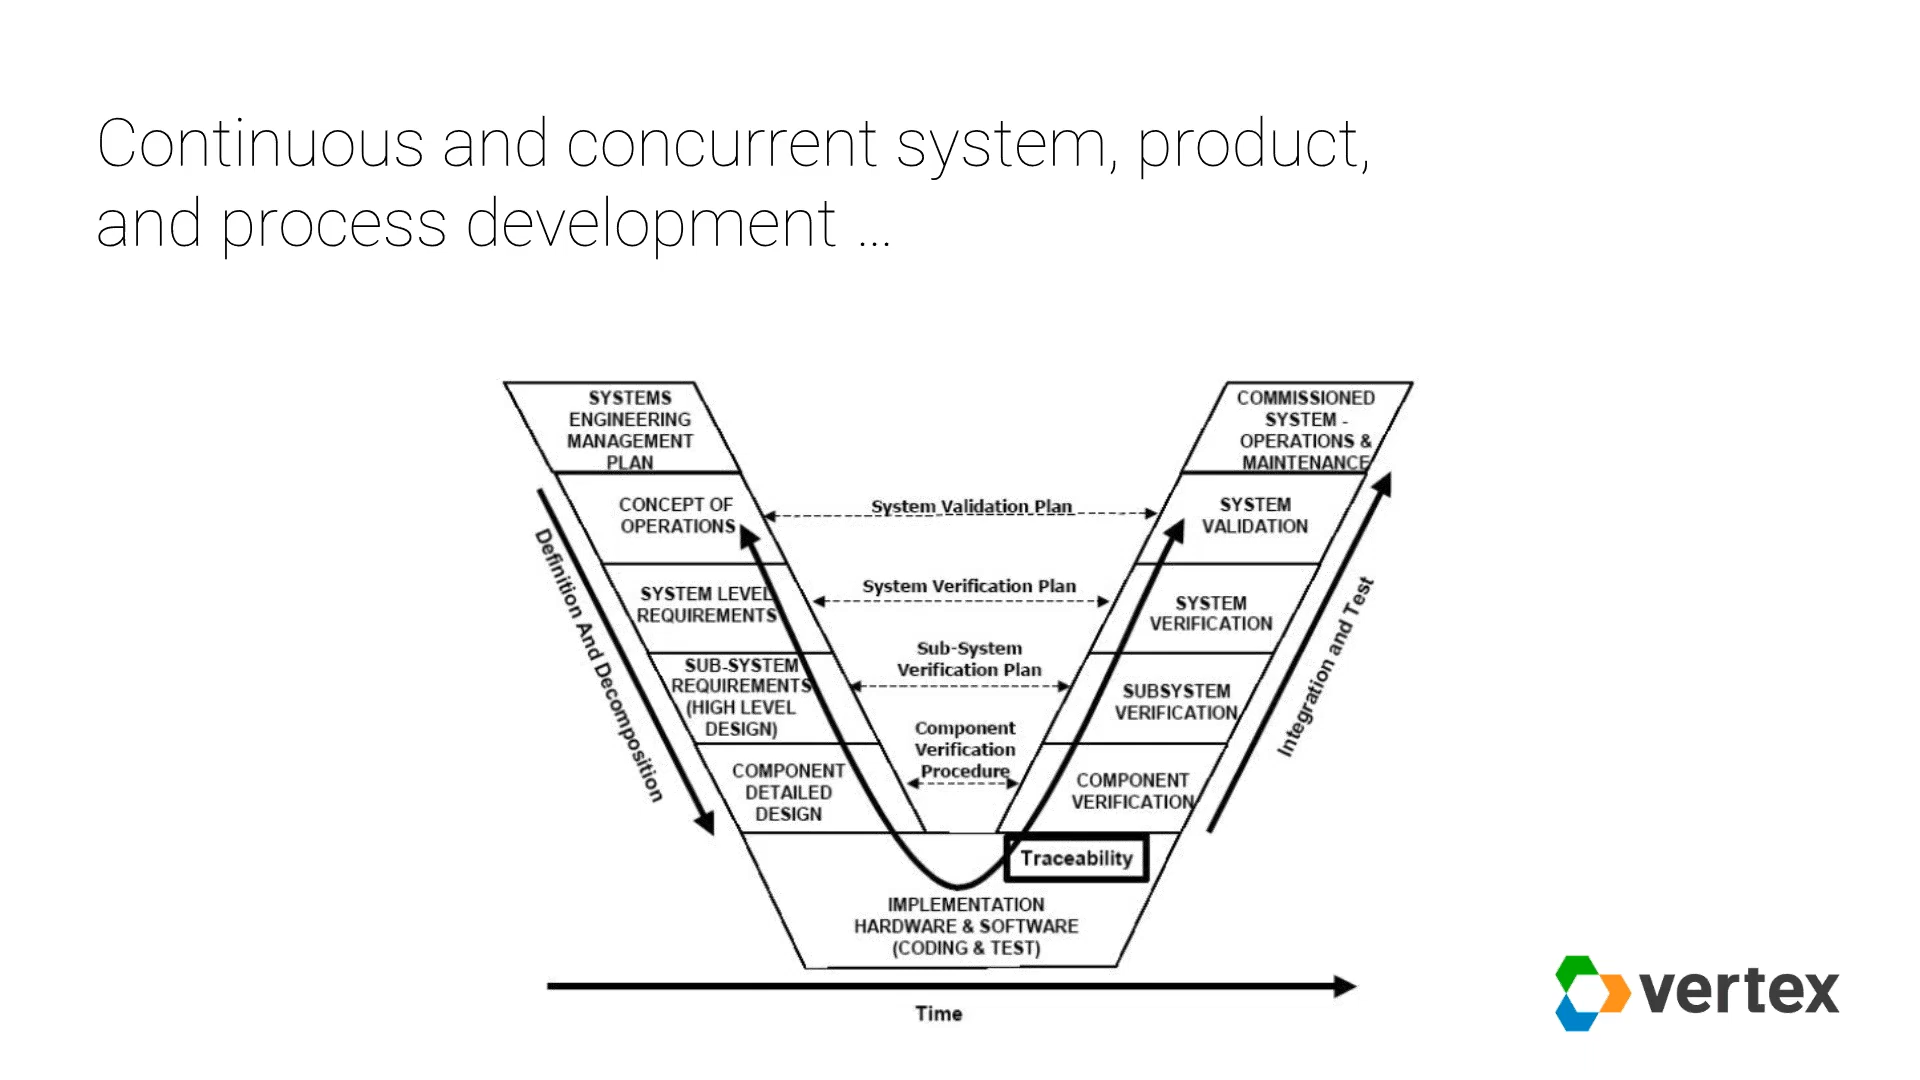 Continuous and concurrent system, product,
and process development ...
SYSTEMS
ENGINEERING
MANAGEMENT
PLAN
CONCEPT OF
OPERATIONS
SYSTEM LEVEL
REQUIREMENTS
SUB-SYSTEM
REQUIREMENTS
(HIGH LEVEL
DESIGN)
COMPONENT
DETAILED
DESIGN
Definition And Decomposition
System Validation Plan
System Verification Plan
Sub-System
Verification Plan
Component
Verification
Procedure
COMMISSIONED
SYSTEM -
OPERATIONS &
MAINTENANCE
SYSTEM
VALIDATION
SYSTEM
VERIFICATION
SUBSYSTEM
VERIFICATION
COMPONENT
VERIFICATION
Integration and Test
Traceability
IMPLEMENTATION
HARDWARE & SOFTWARE
(CODING & TEST)
Time
vertex